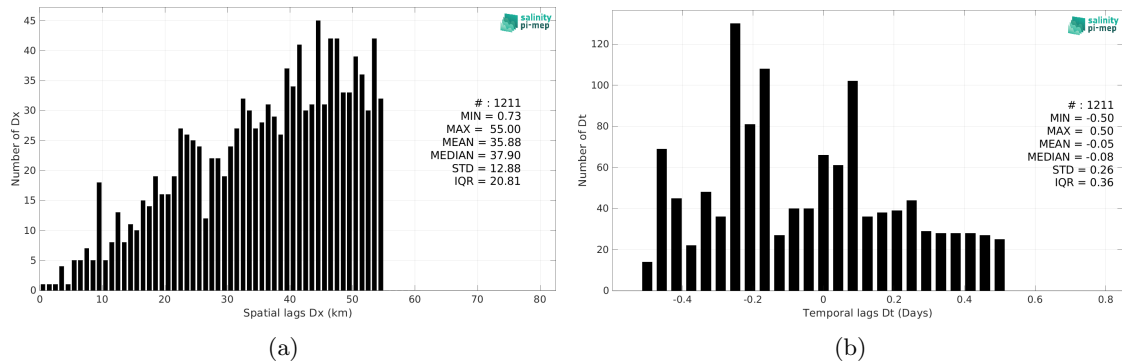 45
40
35
30
25
20
15
10
5
0
Number of Dx
salinity
pi-mep
# : 1211
MIN = 0.73
MAX = 55.00
MEAN = 35.88
MEDIAN = 37.90
STD = 12.88
IQR = 20.81
0 10 20 30 40 50 60 70 80
Spatial lags Dx (km)
(a)
120
100
80
60
40
20
0
Number of Dt
salinity
pi-mep
# : 1211
MIN = -0.50
MAX = 0.50
MEAN = -0.05
MEDIAN = -0.08
STD = 0.26
IQR = 0.36
-0.4 -0.2 0 0.2 0.4 0.6 0.8
Temporal lags Dt (Days)
(b)